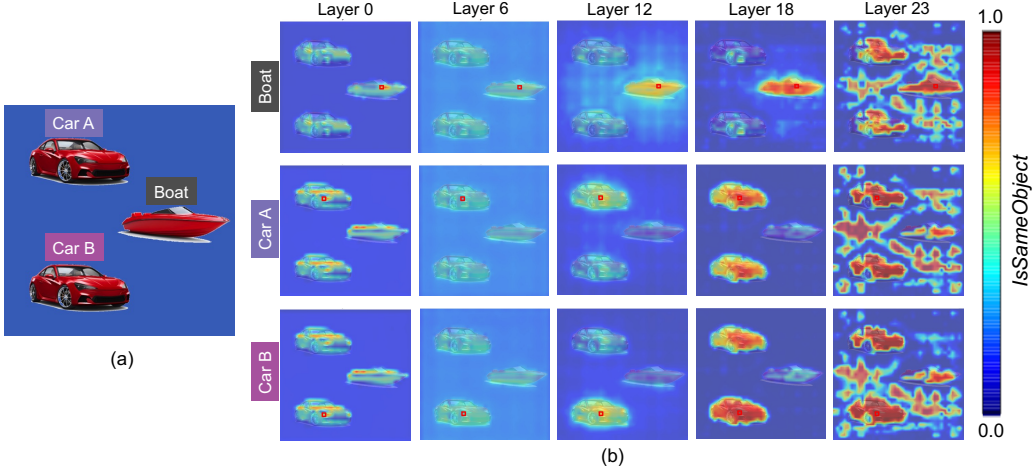 Layer 0 Layer 6 Layer 12 Layer 18 Layer 23
1.0
Boat
Car A
Boat
Car B
Car A
Car B
IsSameObject
0.0
(a)
(b)